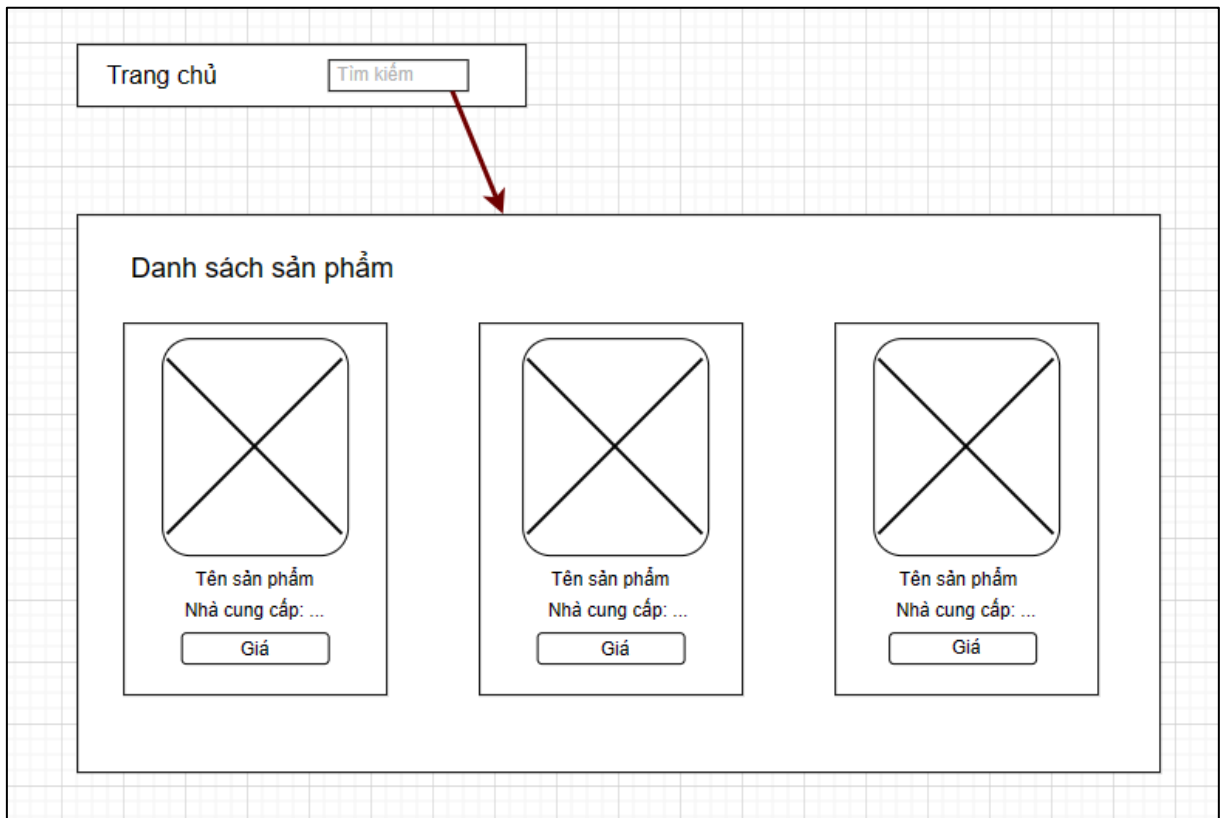 Trang chủ
Tìm kiếm
Danh sách sản phẩm
Tên sản phẩm
Nhà cung cấp: ...
Giá
Tên sản phẩm
Nhà cung cấp: ...
Giá
Tên sản phẩm
Nhà cung cấp: ...
Giá